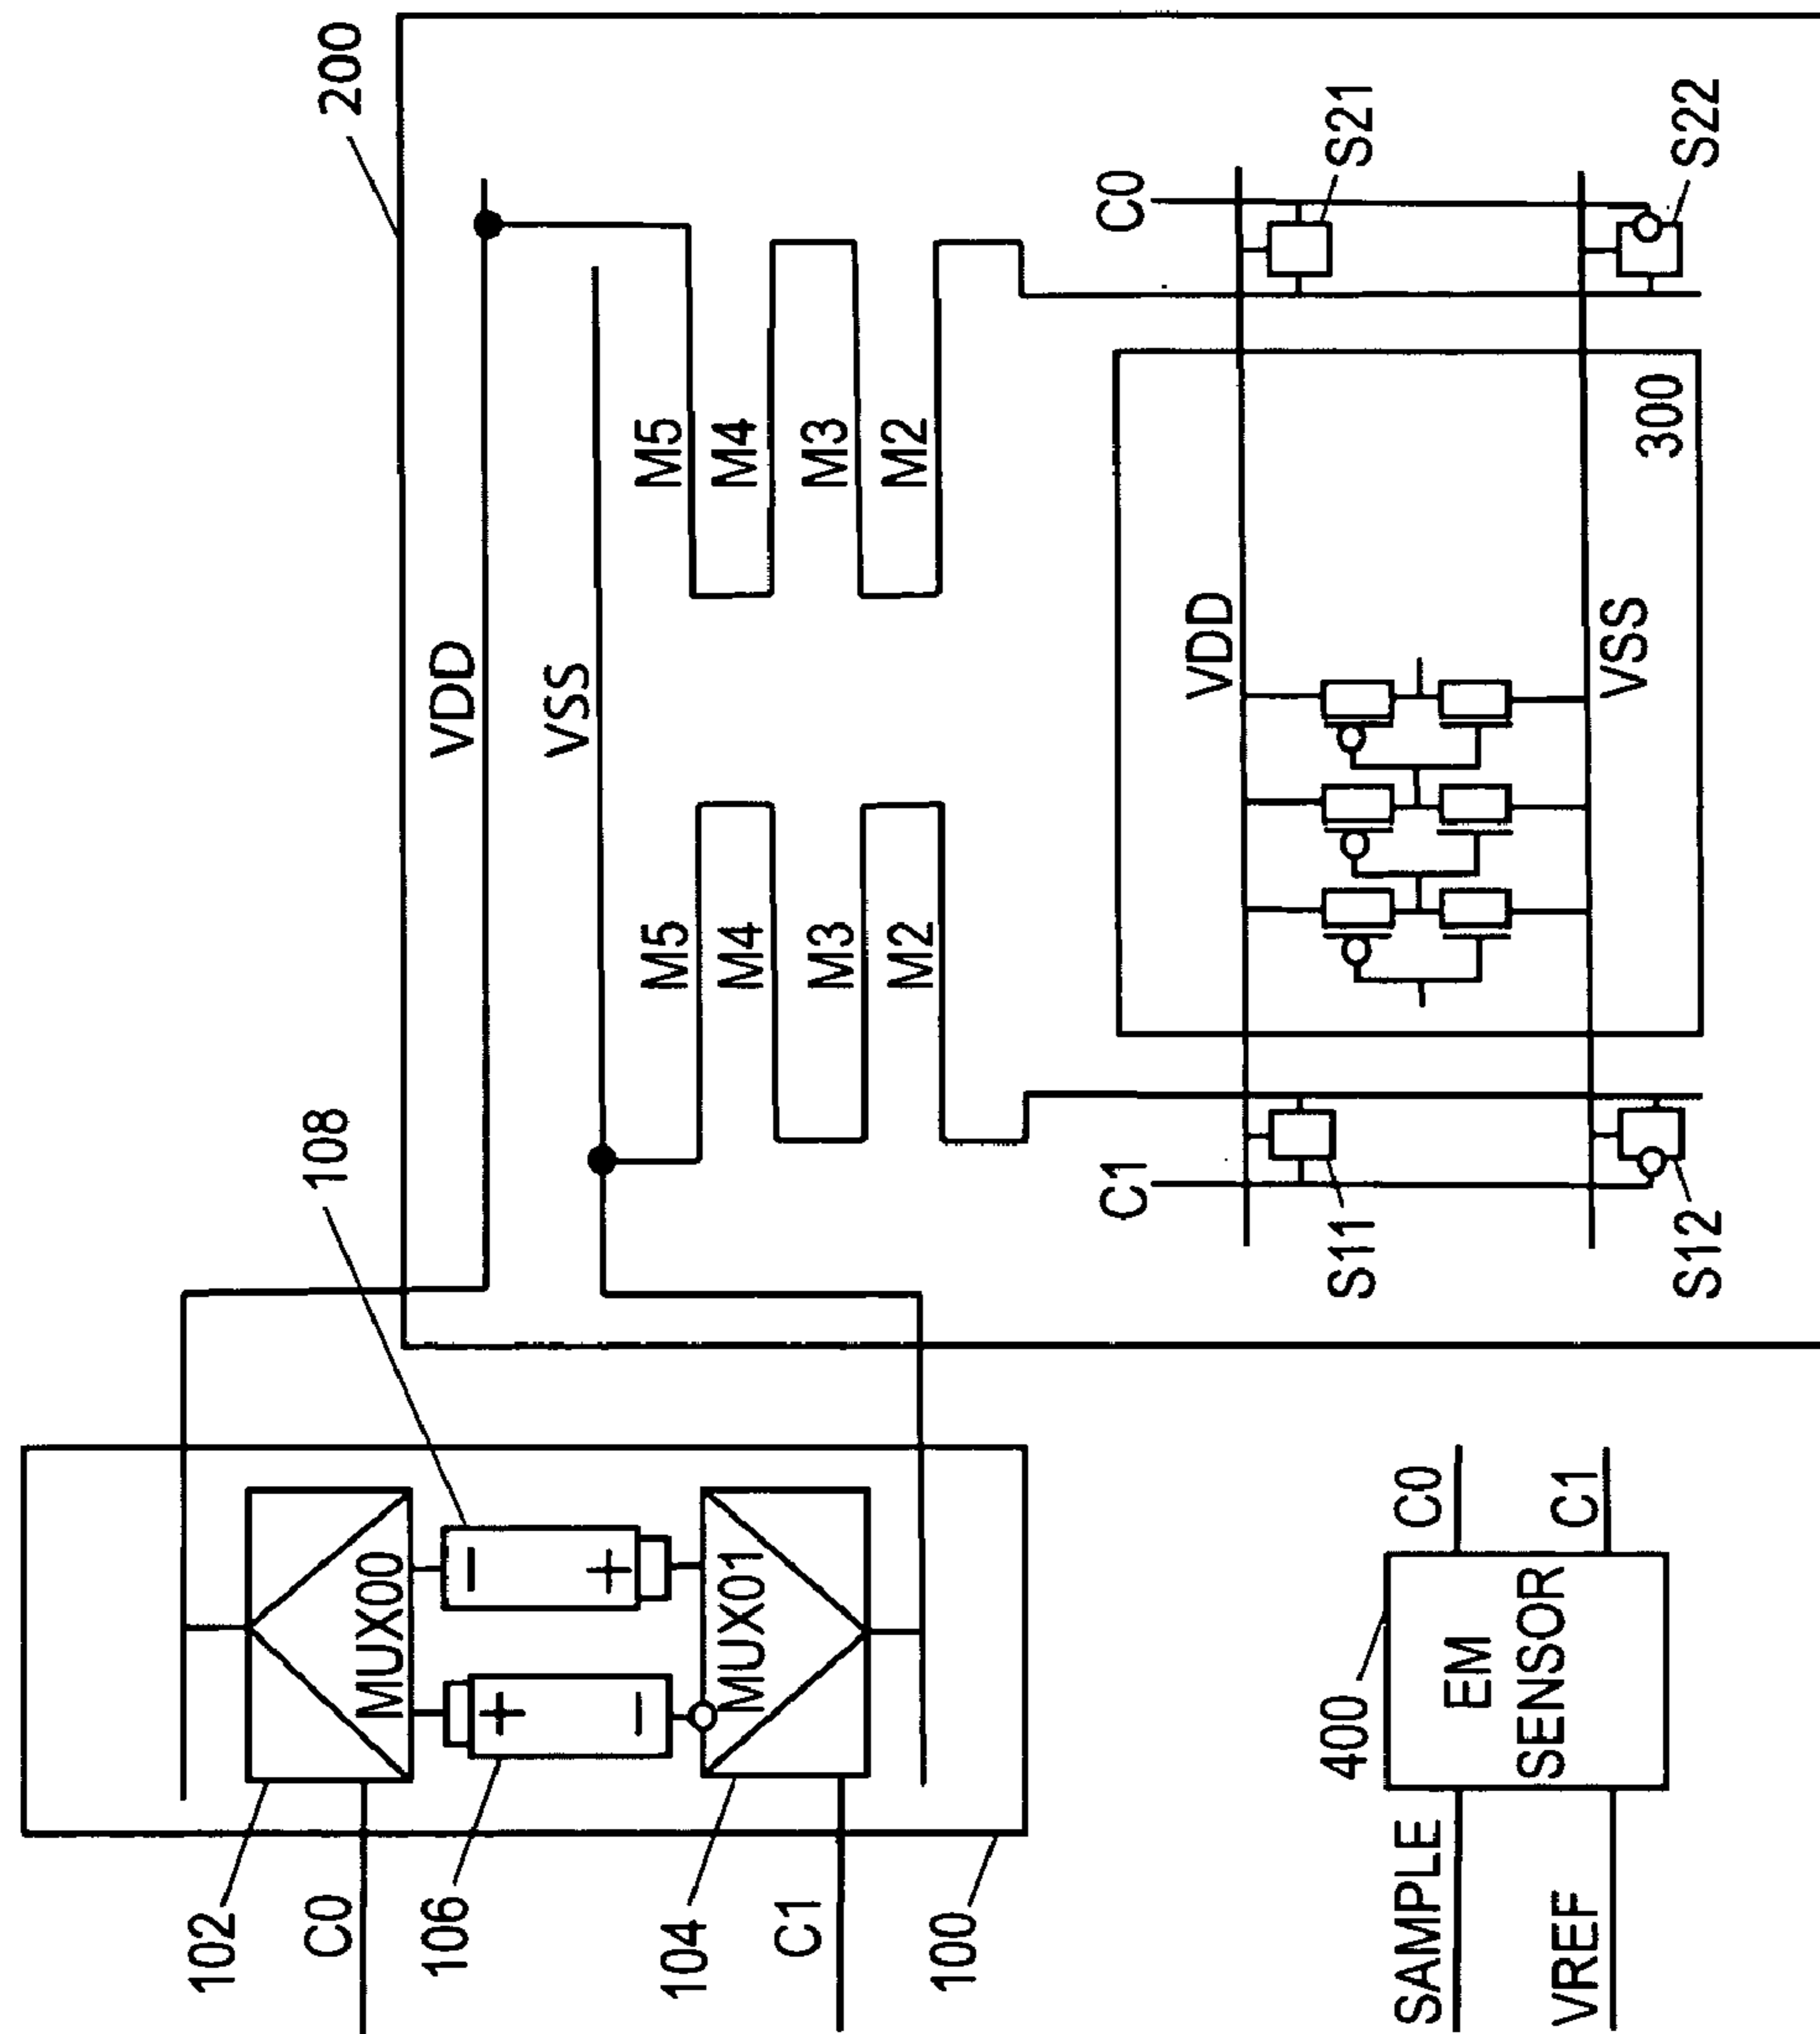 200
VDD
VSS
M5
M4
M3
M2
M5
M4
M3
M2
C0
S21
S22
VDD
VSS
300
C1
S11
S12
108
MUX00
MUX01
102
C0
106
104
C1
100
400
EM
SENSOR
C0
C1
SAMPLE
VREF